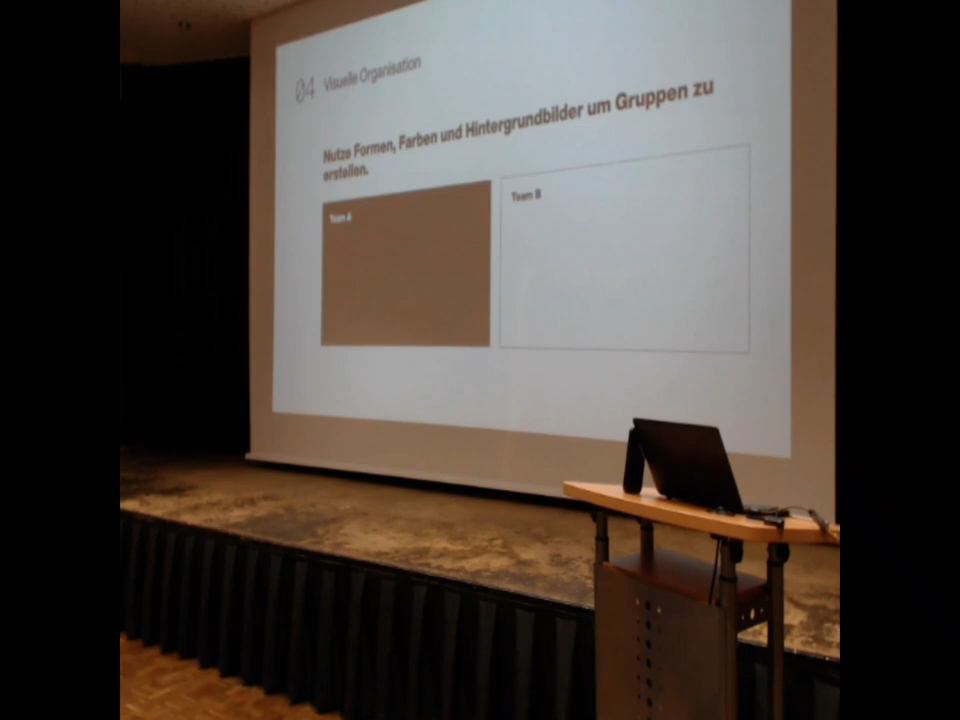 04 Visuelle Organisation
Nutze Formen, Farben und Hintergrundbilder um Gruppen zu
erstellen.
Team A
Team B